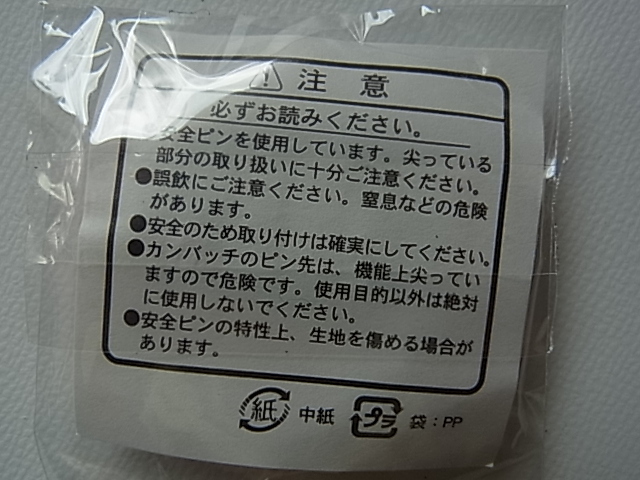 注意
必ずお読みください。
安全ピンを使用しています。尖っている
部分の取り扱いに十分ご注意ください。
●誤飲にご注意ください。窒息などの危険
があります。
●安全のため取り付けは確実にしてください。
●カンバッチのピン先は、機能上尖ってい
ますので危険です。使用目的以外は絶対
に使用しないでください。
●安全ピンの特性上、生地を傷める場合が
あります。
紙 中紙 プラ 袋：PP